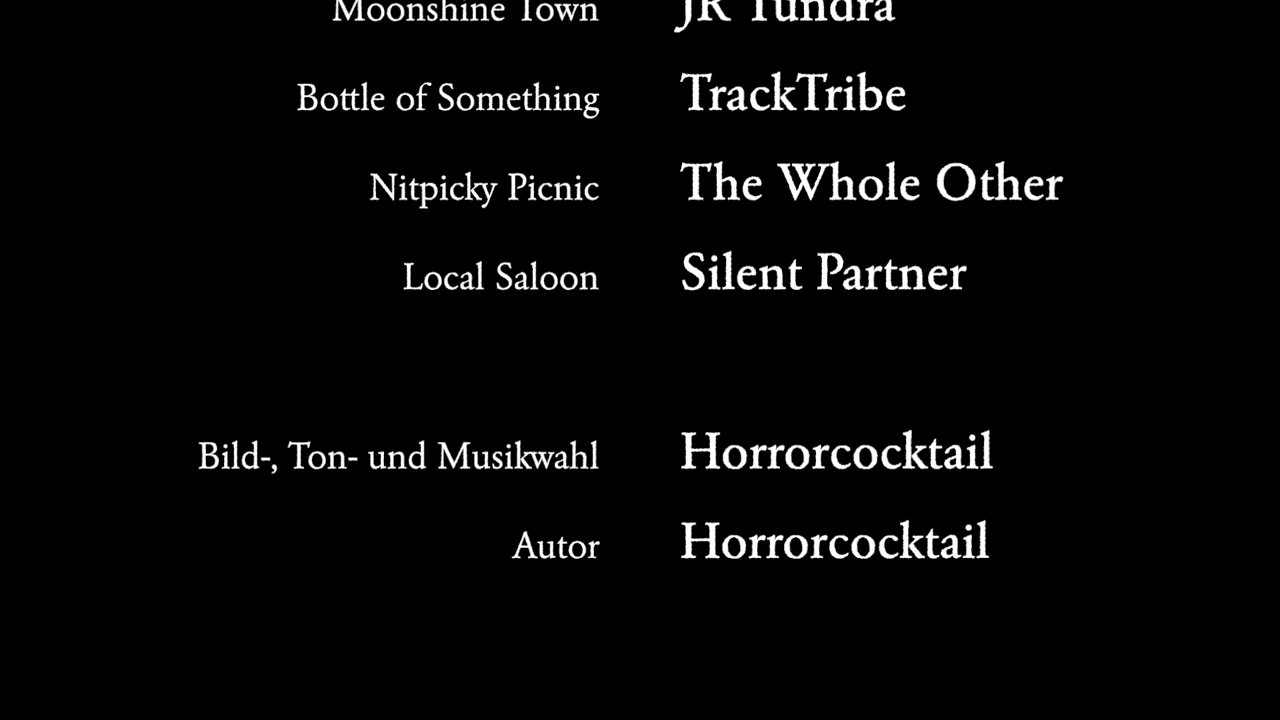 Moonshine Town JR Tundra
Bottle of Something TrackTribe
Nitpicky Picnic The Whole Other
Local Saloon Silent Partner
Bild-, Ton- und Musikwahl Horrorcocktail
Autor Horrorcocktail